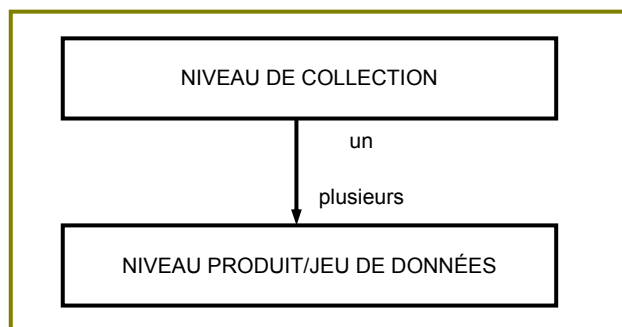 NIVEAU DE COLLECTION
un
plusieurs
NIVEAU PRODUIT/JEU DE DONNÉES